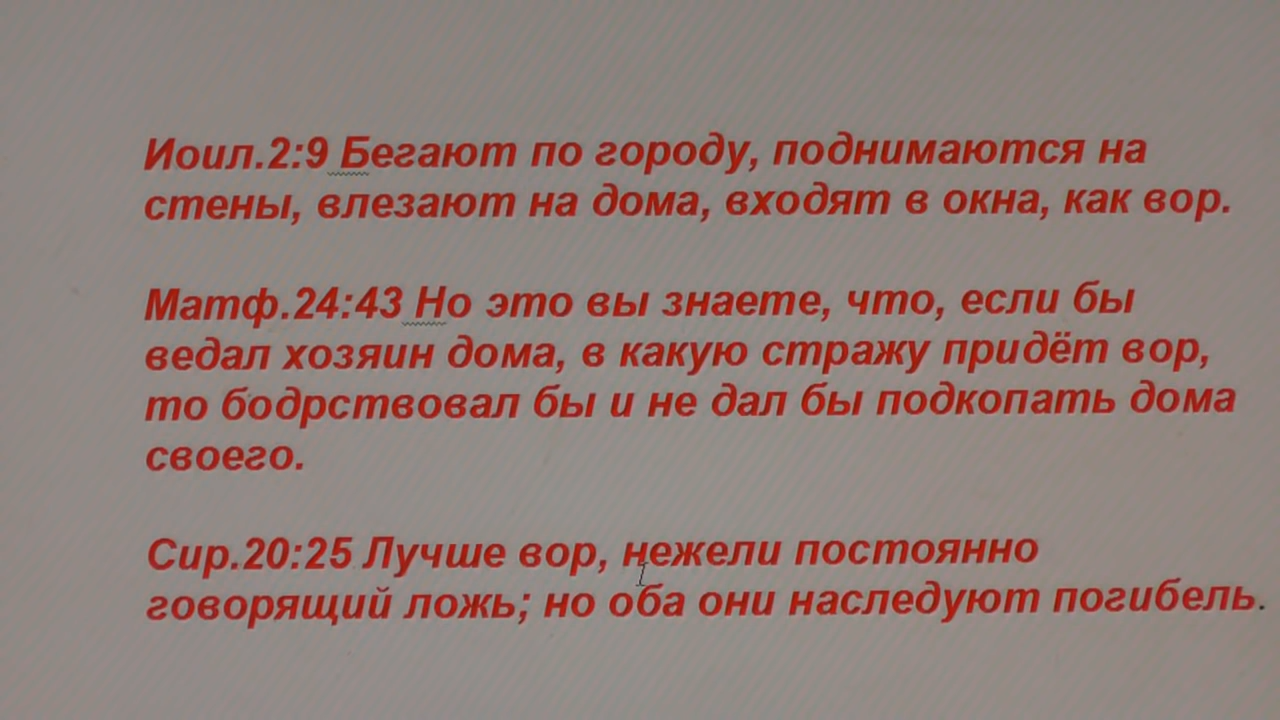 Иоил.2:9 Бегают по городу, поднимаются на
стены, влезают на дома, входят в окна, как вор.
Матф.24:43 Но это вы знаете, что, если бы
ведал хозяин дома, в какую стражу придёт вор,
то бодрствовал бы и не дал бы подкопать дома
своего.
Сир.20:25 Лучше вор, нежели постоянно
говорящий ложь; но оба они наследуют погибель.